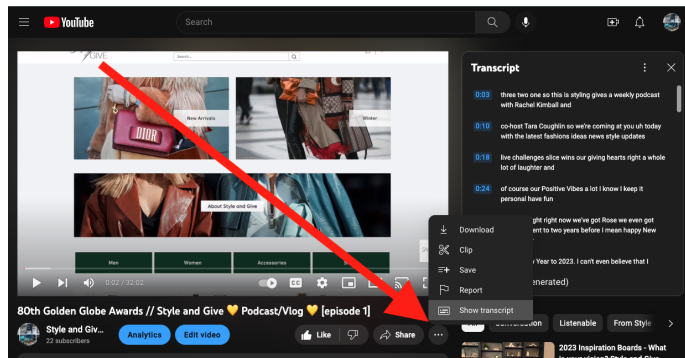 YouTube
Search
GIVE
Search...
New Arrivals
DIOR
Winter
About Style and Give
Men
Women
Accessories
0:02 / 32:02
CC
80th Golden Globe Awards // Style and Give 💛 Podcast/Vlog 💛 [episode 1]
Style and Giv...
22 subscribers
Analytics
Edit video
Like
Share
Transcript
0:03 three two one so this is styling gives a weekly podcast
with Rachel Kimball and
0:10 co-host Tara Coughlin so we're coming at you uh today
with the latest fashions ideas news style updates
0:18 live challenges slice wins our giving hearts right a whole
lot of laughter and
0:24 of course our Positive Vibes a lot I know I keep it
personal have fun
right right now we've got Rose we even got
to two years before I mean happy New
Year to 2023. I can't even believe that I
Download
Clip
Save
Report
Show transcript
Listenable
From Style
2023 Inspiration Boards - What